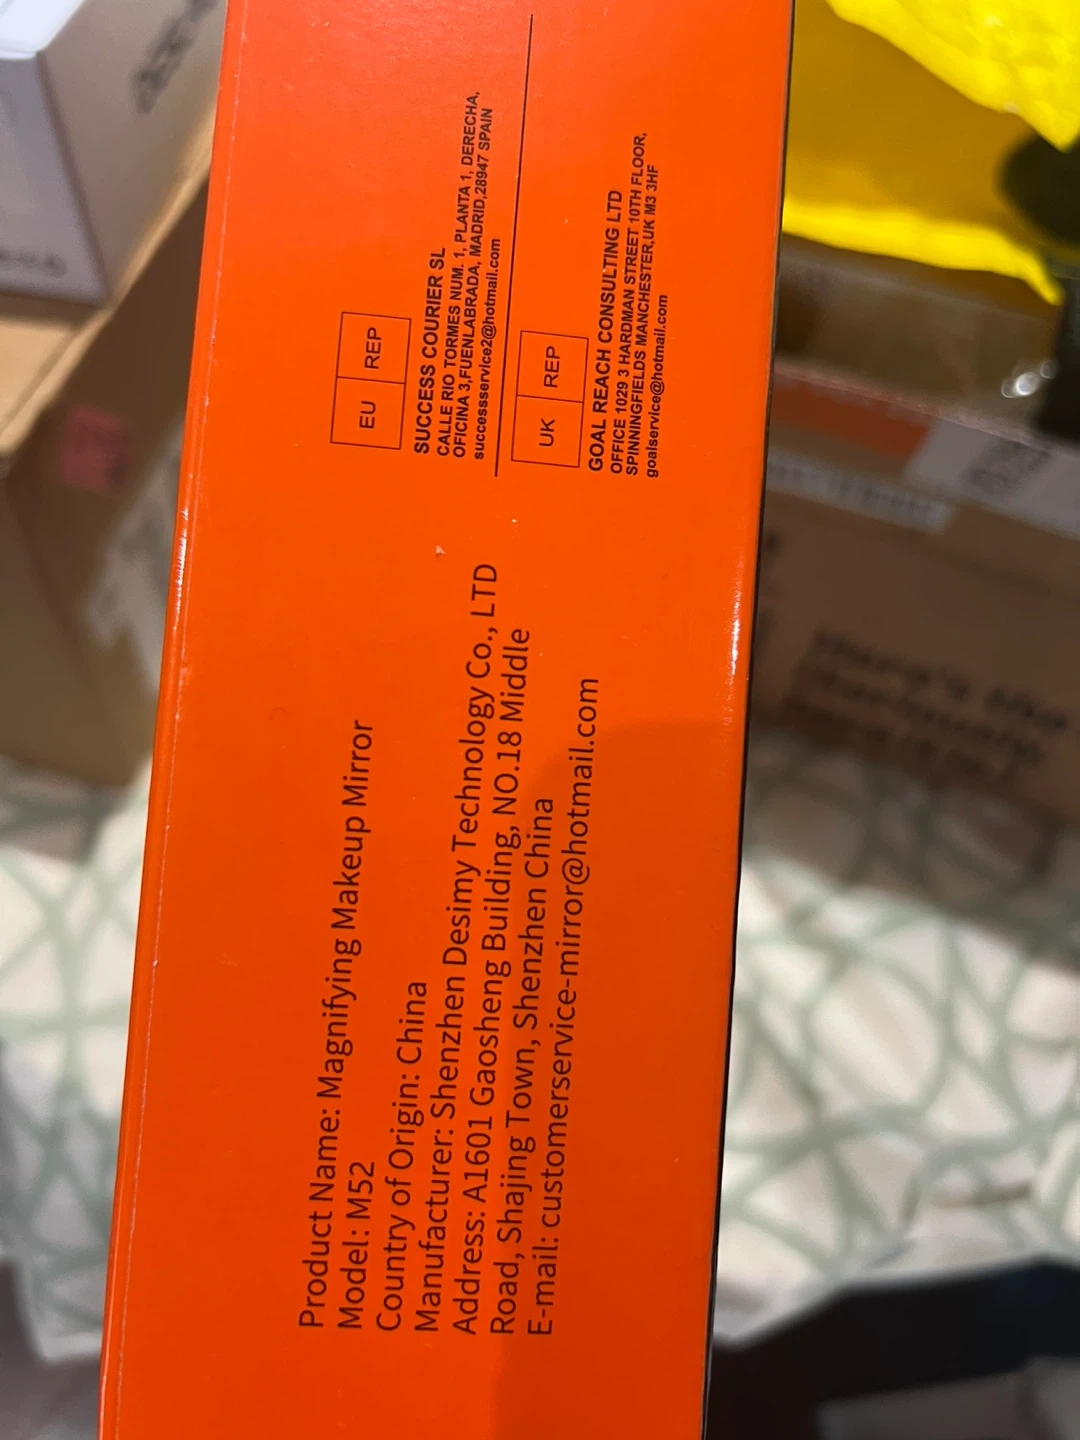 Product Name: Magnifying Makeup Mirror
Model: M52
Country of Origin: China
Manufacturer: Shenzhen Desimy Technology Co., LTD
Address: A1601 Gaosheng Building, NO.18 Middle
Road, Shajing Town, Shenzhen China
E-mail: customerservice-mirror@hotmail.com
EU REP
SUCCESS COURIER SL
CALLE RIO TORMES NUM. 1, PLANTA 1, DERECHA,
OFICINA 3,FUENLABRADA, MADRID,28947 SPAIN
successservice2@hotmail.com
UK REP
GOAL REACH CONSULTING LTD
OFFICE 1029 3 HARDMAN STREET 10TH FLOOR,
SPINNINGFIELDS MANCHESTER,UK M3 3HF
goalservice@hotmail.com